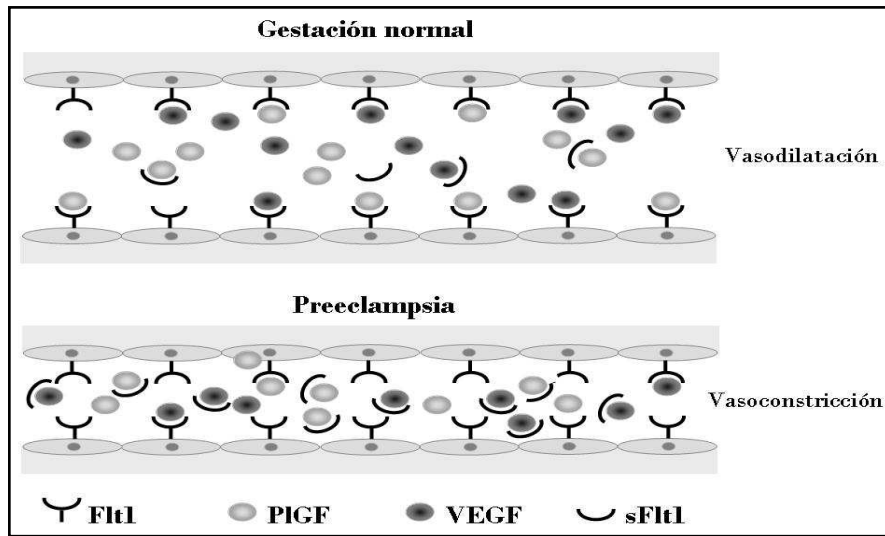 Gestación normal
Vasodilatación
Preeclampsia
Vasoconstricción
Flt1 PlGF VEGF sFlt1